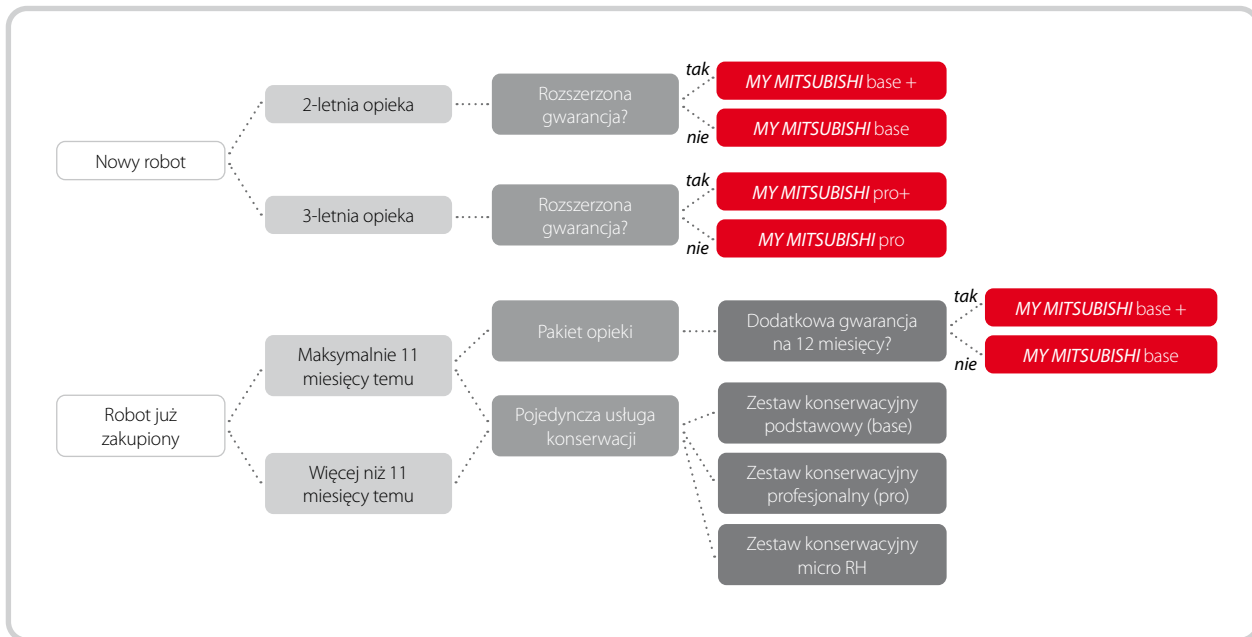 Nowy robot
2-letnia opieka
Rozszerzona
gwarancja?
tak
MY MITSUBISHI base +
nie
MY MITSUBISHI base
3-letnia opieka
Rozszerzona
gwarancja?
tak
MY MITSUBISHI pro+
nie
MY MITSUBISHI pro
Robot już
zakupiony
Maksymalnie 11
miesięcy temu
Pakiet opieki
Dodatkowa gwarancja
na 12 miesięcy?
tak
MY MITSUBISHI base +
nie
MY MITSUBISHI base
Więcej niż 11
miesięcy temu
Pojedyncza usługa
konserwacji
Zestaw konserwacyjny
podstawowy (base)
Zestaw konserwacyjny
profesjonalny (pro)
Zestaw konserwacyjny
micro RH